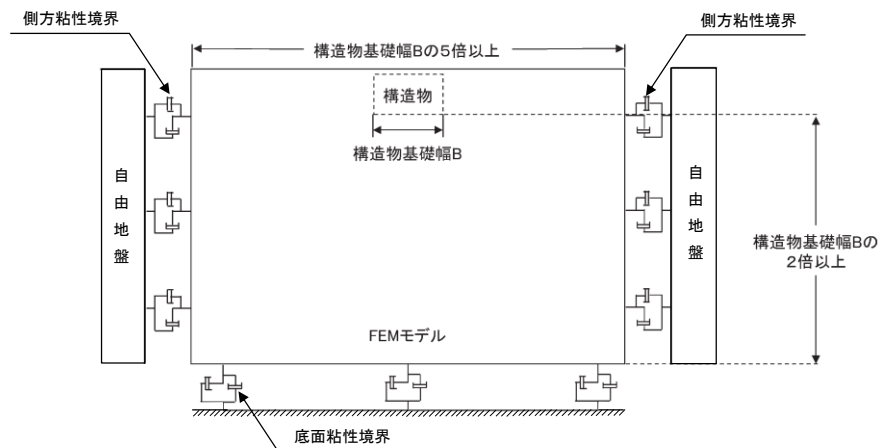 側方粘性境界
側方粘性境界
構造物基礎幅Bの5倍以上
構造物
構造物基礎幅B
自由地盤
自由地盤
構造物基礎幅Bの
2倍以上
FEMモデル
底面粘性境界